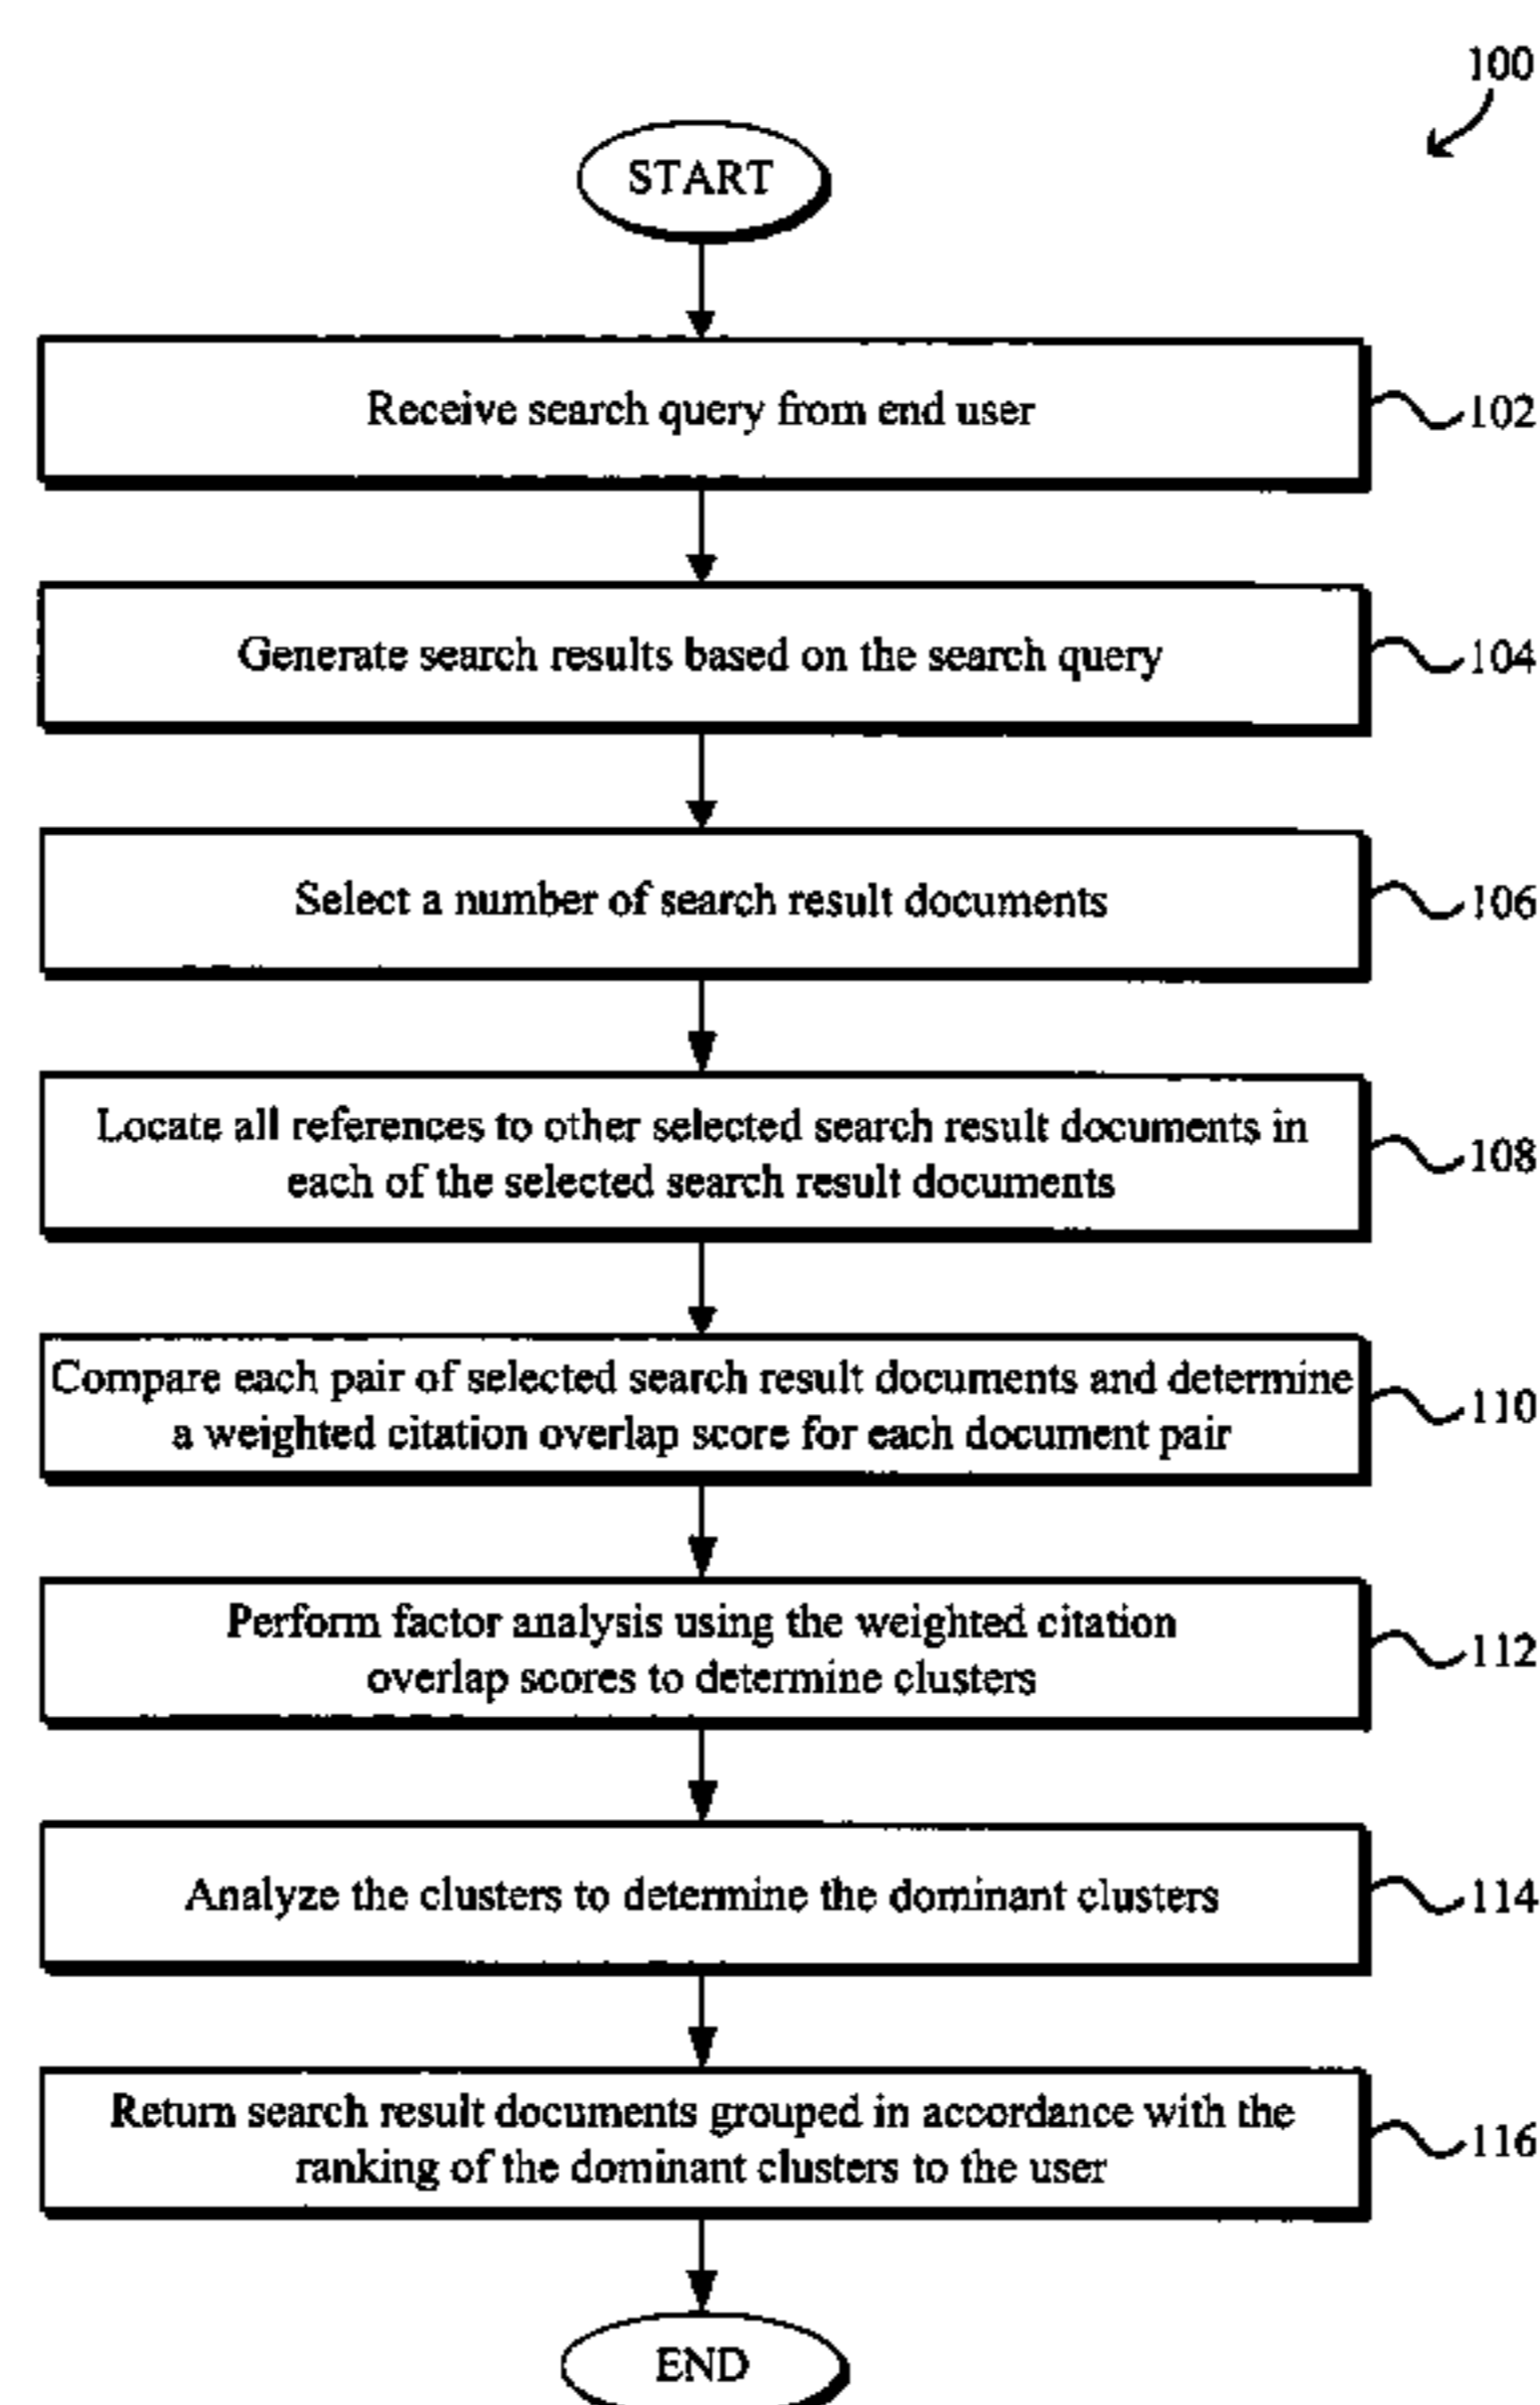 100
START
Receive search query from end user
102
Generate search results based on the search query
104
Select a number of search result documents
106
Locate all references to other selected search result documents in
each of the selected search result documents
108
Compare each pair of selected search result documents and determine
a weighted citation overlap score for each document pair
110
Perform factor analysis using the weighted citation
overlap scores to determine clusters
112
Analyze the clusters to determine the dominant clusters
114
Return search result documents grouped in accordance with the
ranking of the dominant clusters to the user
116
END